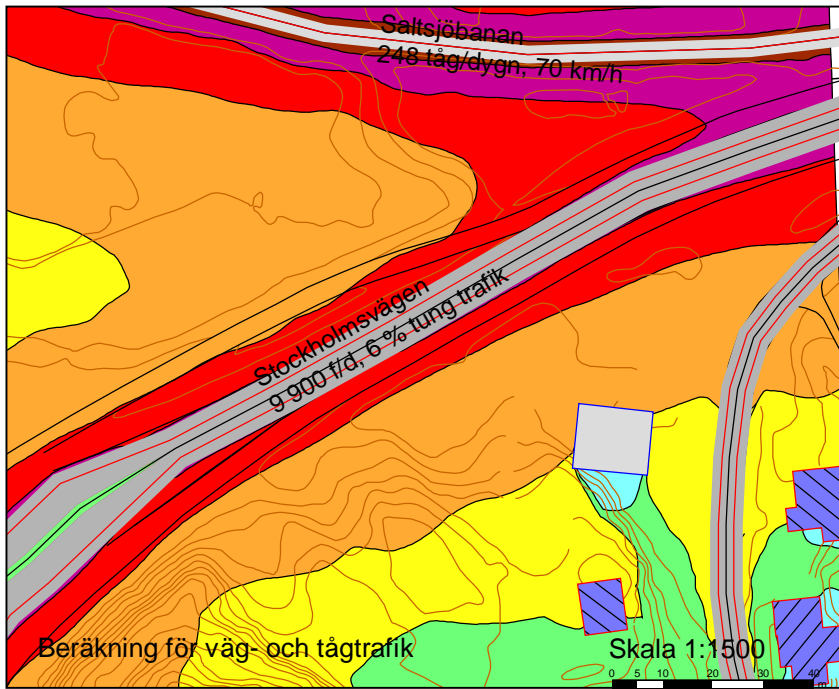 Saltsjöbanan
248 tåg/dygn, 70 km/h
Stockholmsvägen
9 900 f/d, 6 % tung trafik
Beräkning för väg- och tågtrafik
Skala 1:1500
0 5 10 20 30 40
m